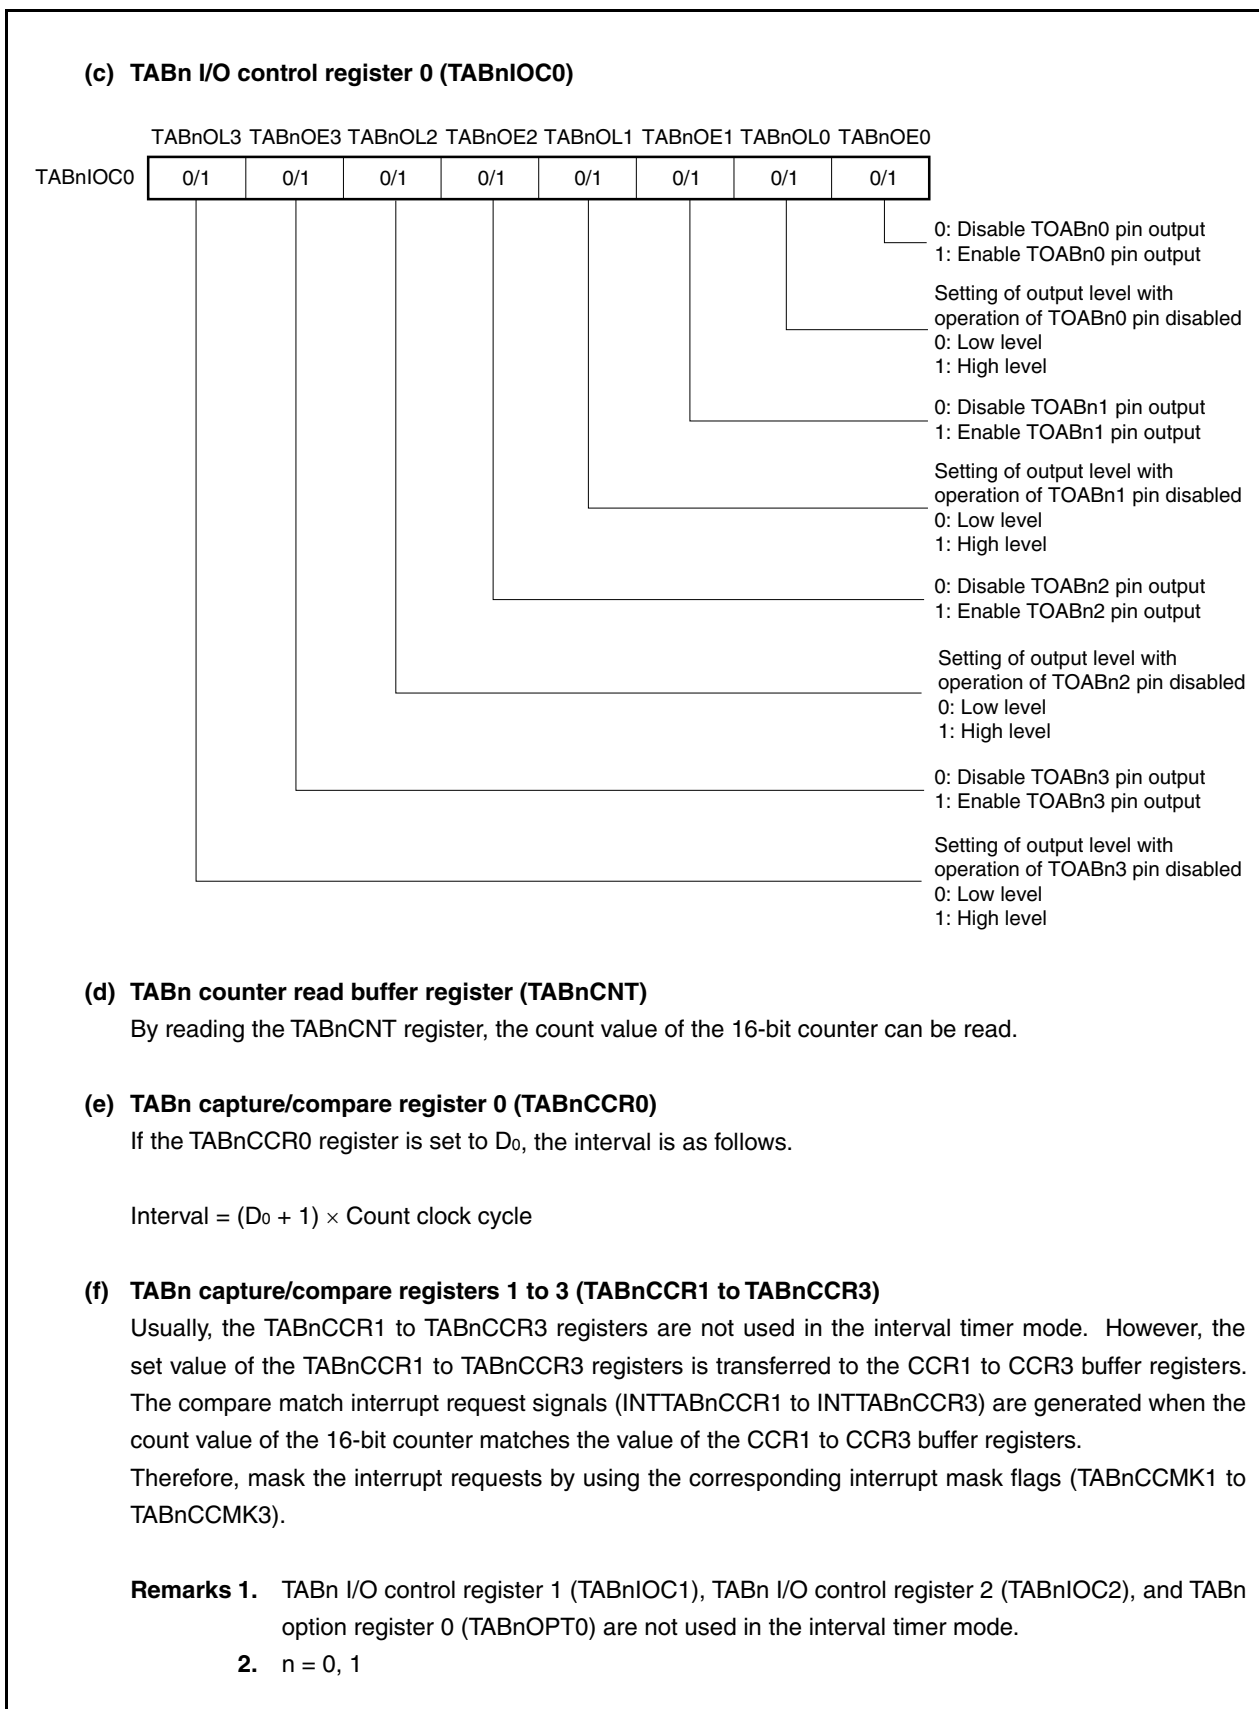 (c) TABn I/O control register 0 (TABnIOC0)
TABnOL3 TABnOE3 TABnOL2 TABnOE2 TABnOL1 TABnOE1 TABnOL0 TABnOE0
TABnIOC0 0/1 0/1 0/1 0/1 0/1 0/1 0/1 0/1
0: Disable TOABn0 pin output
1: Enable TOABn0 pin output
Setting of output level with
operation of TOABn0 pin disabled
0: Low level
1: High level
0: Disable TOABn1 pin output
1: Enable TOABn1 pin output
Setting of output level with
operation of TOABn1 pin disabled
0: Low level
1: High level
0: Disable TOABn2 pin output
1: Enable TOABn2 pin output
Setting of output level with
operation of TOABn2 pin disabled
0: Low level
1: High level
0: Disable TOABn3 pin output
1: Enable TOABn3 pin output
Setting of output level with
operation of TOABn3 pin disabled
0: Low level
1: High level
(d) TABn counter read buffer register (TABnCNT)
By reading the TABnCNT register, the count value of the 16-bit counter can be read.
(e) TABn capture/compare register 0 (TABnCCR0)
If the TABnCCR0 register is set to D0, the interval is as follows.
Interval = (D0 + 1) × Count clock cycle
(f) TABn capture/compare registers 1 to 3 (TABnCCR1 to TABnCCR3)
Usually, the TABnCCR1 to TABnCCR3 registers are not used in the interval timer mode. However, the
set value of the TABnCCR1 to TABnCCR3 registers is transferred to the CCR1 to CCR3 buffer registers.
The compare match interrupt request signals (INTTABnCCR1 to INTTABnCCR3) are generated when the
count value of the 16-bit counter matches the value of the CCR1 to CCR3 buffer registers.
Therefore, mask the interrupt requests by using the corresponding interrupt mask flags (TABnCCMK1 to
TABnCCMK3).
Remarks 1. TABn I/O control register 1 (TABnIOC1), TABn I/O control register 2 (TABnIOC2), and TABn
option register 0 (TABnOPT0) are not used in the interval timer mode.
2. n = 0, 1